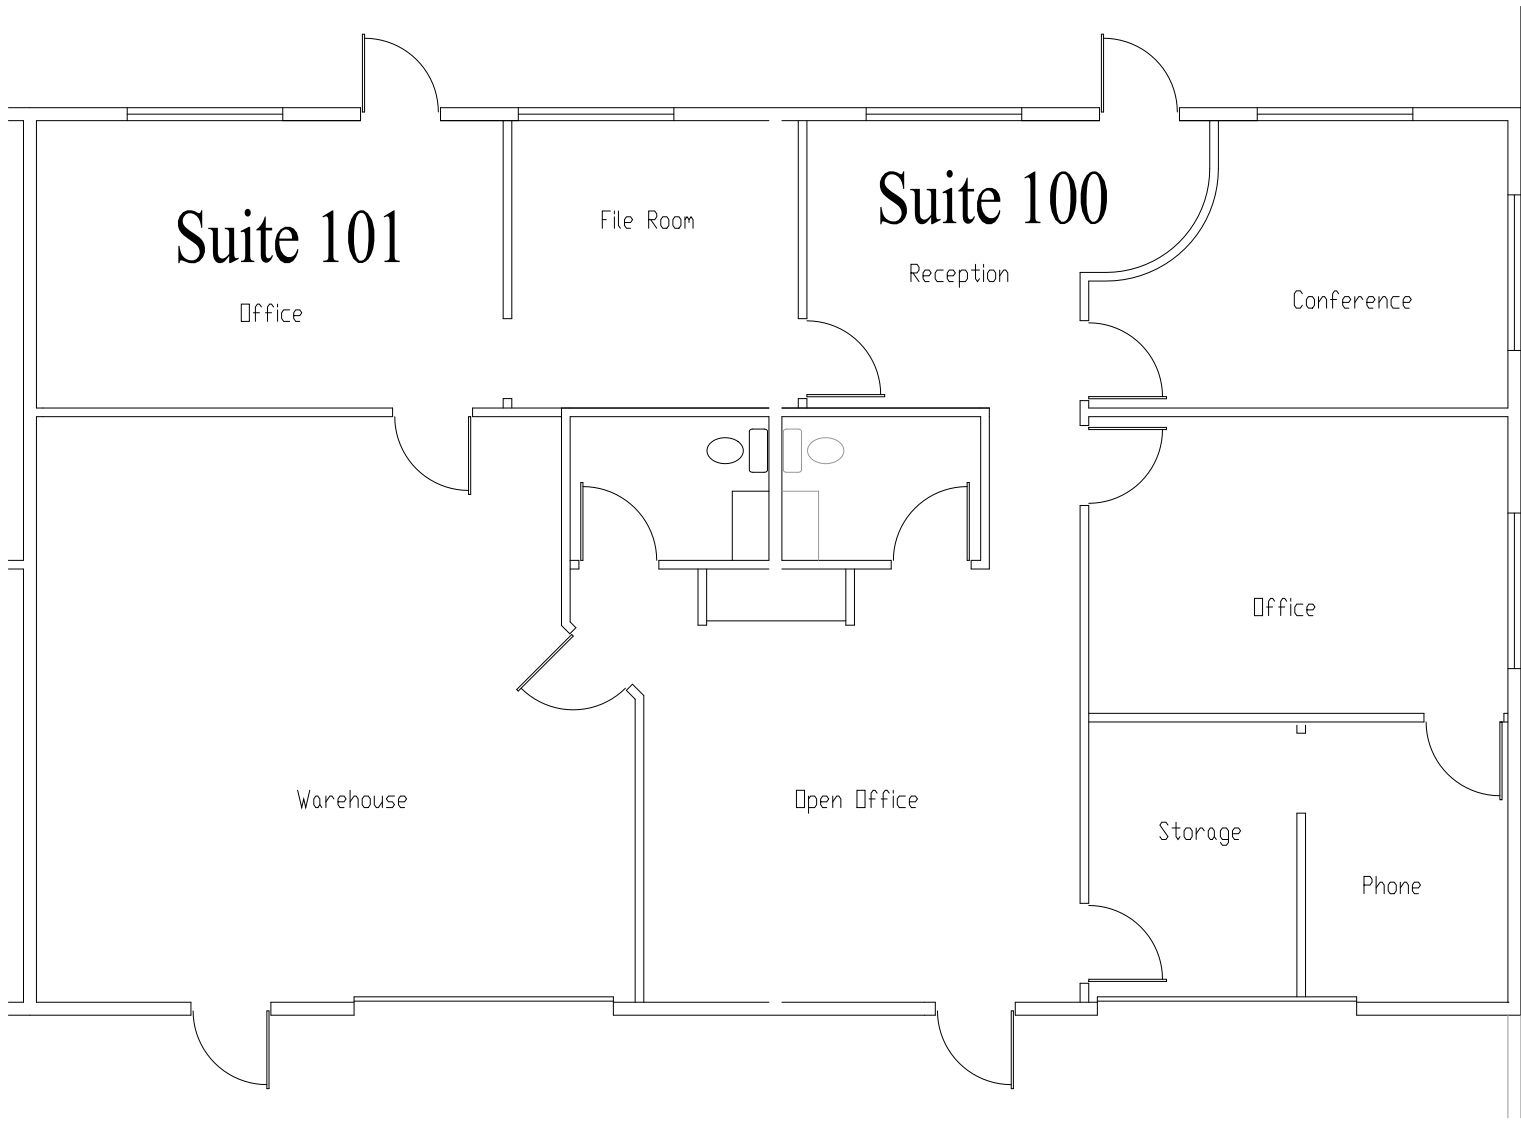 Suite 101
Office
File Room
Suite 100
Reception
Conference
Office
Warehouse
Open Office
Storage
Phone